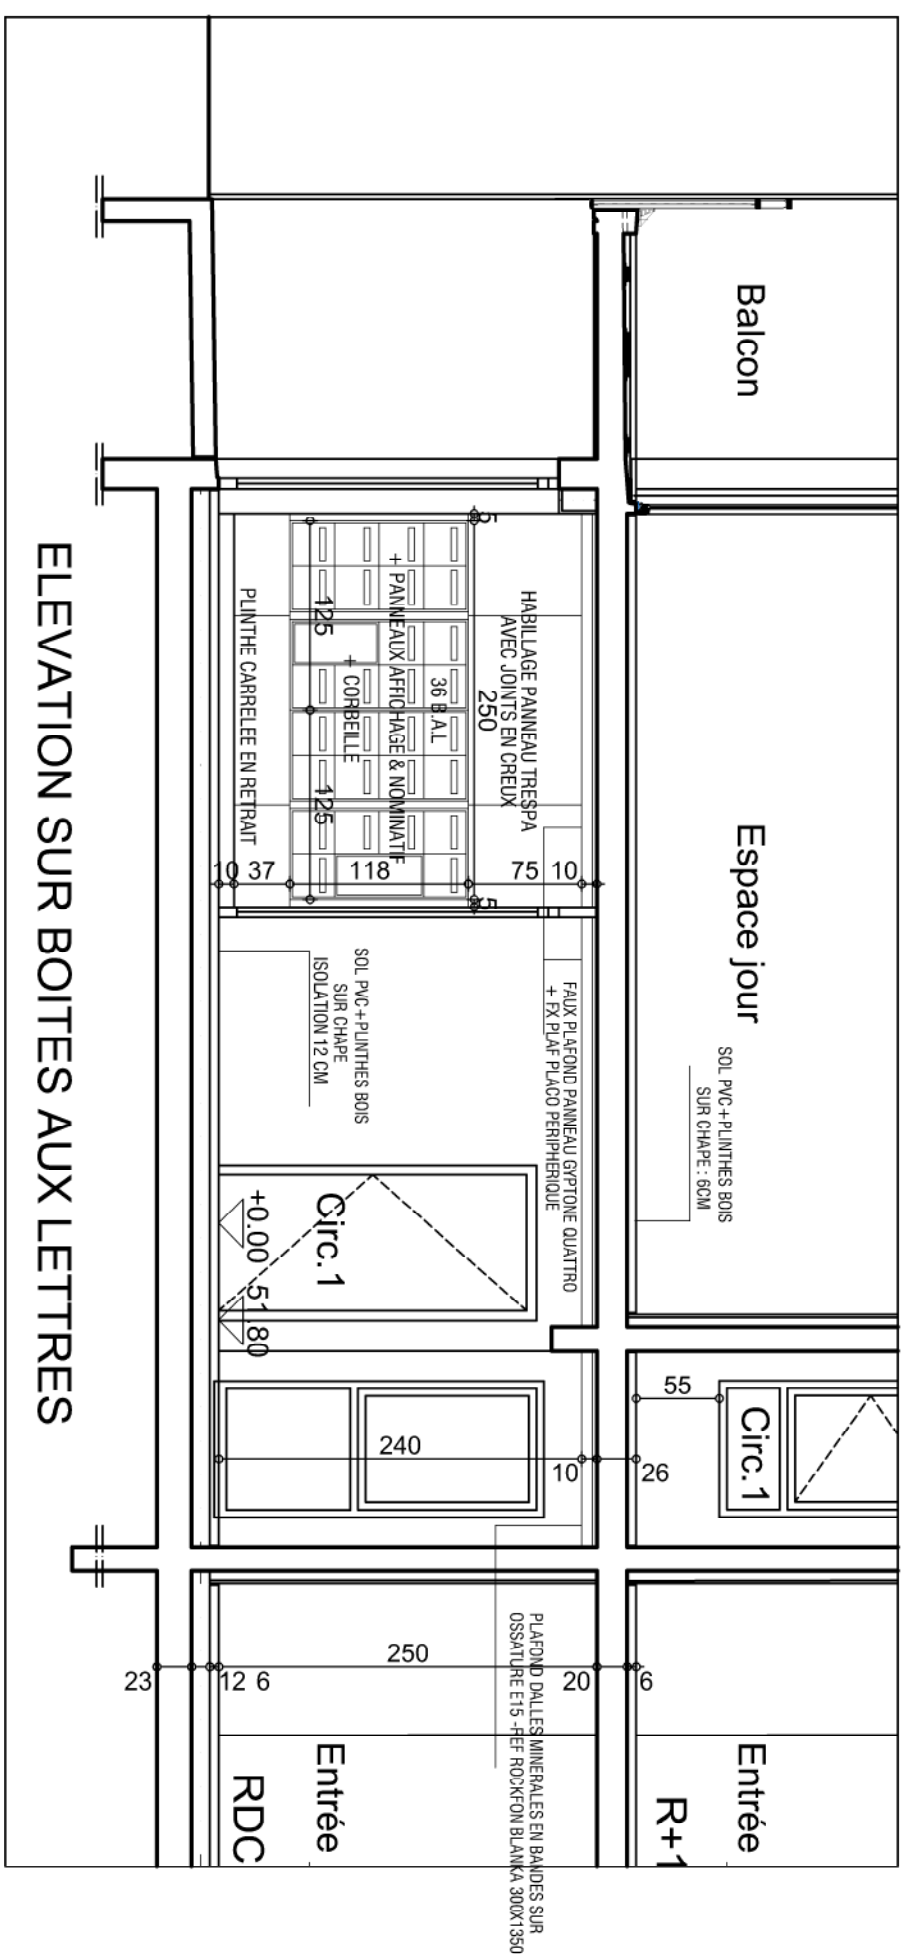 Balcon
Espace jour
SOL PVC+PLINTHES BOIS
SUR CHAPE : 6CM
55
Circ.1
26
6
Entrée
R+1
HABILLAGE PANNEAU TRESPA
AVEC JOINTS EN CREUX
250
36 B.A.L
+ PANNEAUX AFFICHAGE & NOMINATIF
+ CORBEILLE
125
125
5
5
PLINTHE CARRELEE EN RETRAIT
10
37
118
75
10
FAUX PLAFOND PANNEAU GYPTONE QUATTRO
+ FX PLAF PLACO PERIPHERIQUE
SOL PVC+PLINTHES BOIS
SUR CHAPE
ISOLATION 12 CM
Circ.1
+0.00
51.80
240
10
PLAFOND DALLES MINERALES EN BANDES SUR
OSSATURE E15 -REF ROCKFON BLANKA 300X1350
23
12
6
250
20
Entrée
RDC
ELEVATION SUR BOITES AUX LETTRES